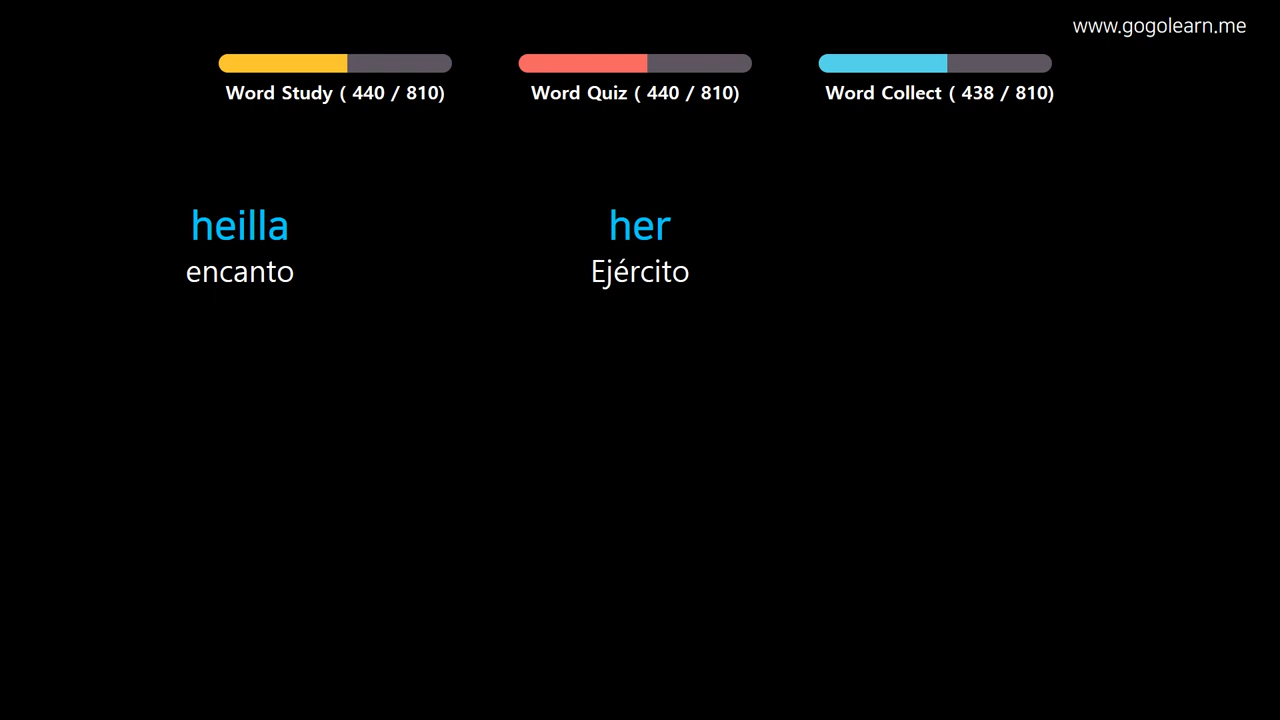 www.gogolearn.me
Word Study ( 440 / 810)
Word Quiz ( 440 / 810)
Word Collect ( 438 / 810)
heilla
encanto
her
Ejército